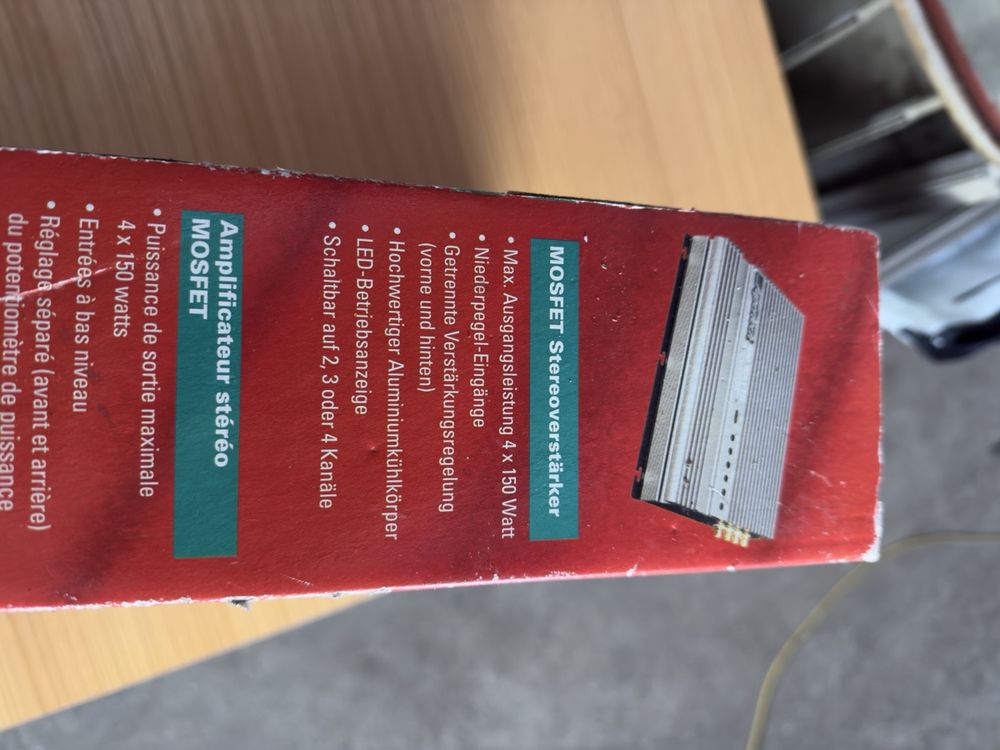 MOSFET Stereoverstärker
• Max. Ausgangsleistung 4 x 150 Watt
• Niederpegel-Eingänge
• Getrennte Verstärkungsregelung
(vorne und hinten)
• Hochwertiger Aluminiumkühlkörper
• LED-Betriebsanzeige
• Schaltbar auf 2, 3 oder 4 Kanäle
Amplificateur stéréo
MOSFET
• Puissance de sortie maximale
4 x 150 watts
• Entrées à bas niveau
• Réglage séparé (avant et arrière)
du potentiomètre de puissance